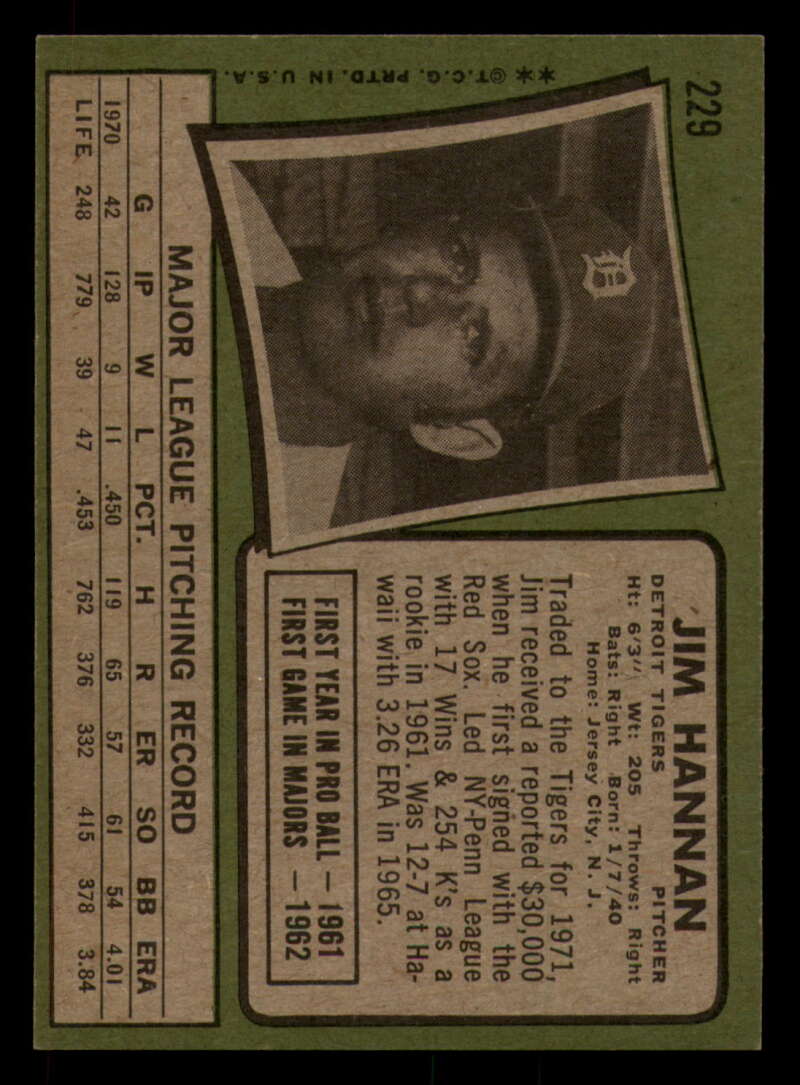 229
**©T.C.G. PRTD. IN U.S.A.
D
JIM HANNAN
DETROIT TIGERS PITCHER
Ht: 6'3" Wt: 205 Throws: Right
Bats: Right Born: 1/7/40
Home: Jersey City, N. J.
Traded to the Tigers for 1971,
Jim received a reported $30,000
when he first signed with the
Red Sox. Led NY-Penn League
with 17 Wins & 254 K's as a
rookie in 1961. Was 12-7 at Ha-
waii with 3.26 ERA in 1965.
FIRST YEAR IN PRO BALL — 1961
FIRST GAME IN MAJORS — 1962
MAJOR LEAGUE PITCHING RECORD
G IP W L PCT. H R ER SO BB ERA
1970 42 128 9 11 .450 119 65 57 61 54 4.01
LIFE 248 779 39 47 .453 762 376 332 415 378 3.84